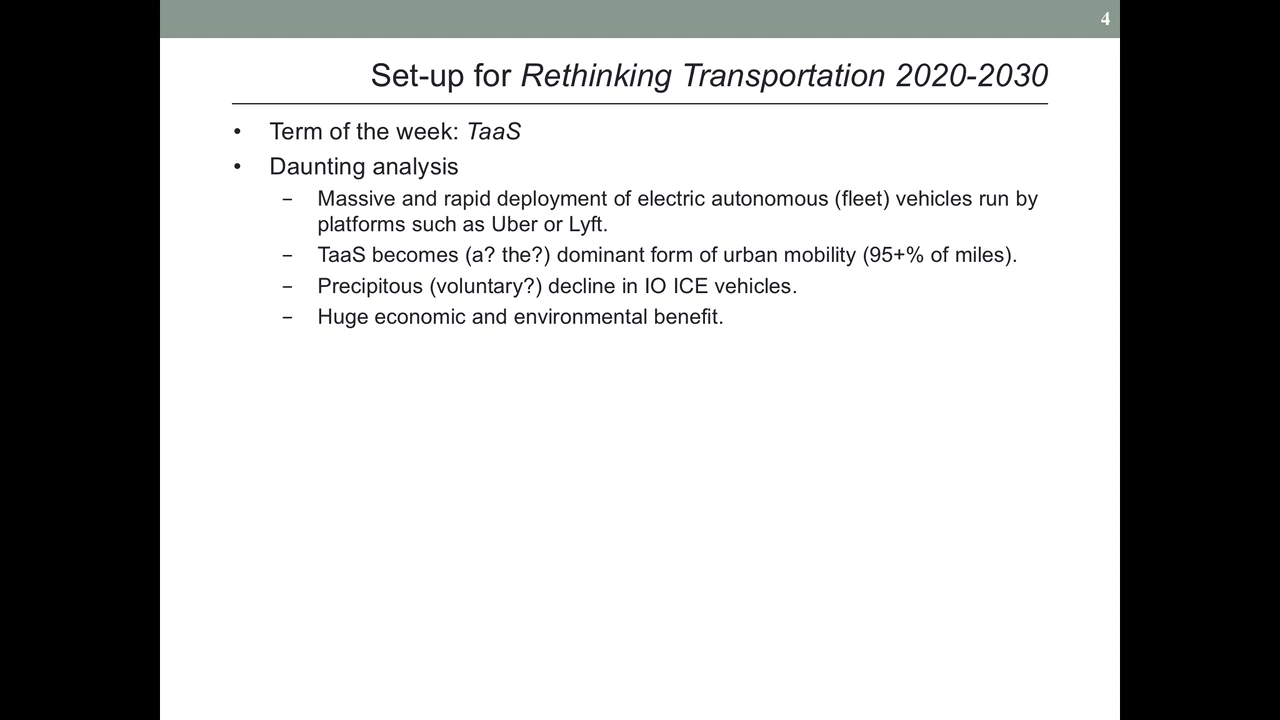 4
Set-up for Rethinking Transportation 2020-2030
• Term of the week: TaaS
• Daunting analysis
– Massive and rapid deployment of electric autonomous (fleet) vehicles run by
platforms such as Uber or Lyft.
– TaaS becomes (a? the?) dominant form of urban mobility (95+% of miles).
– Precipitous (voluntary?) decline in IO ICE vehicles.
– Huge economic and environmental benefit.